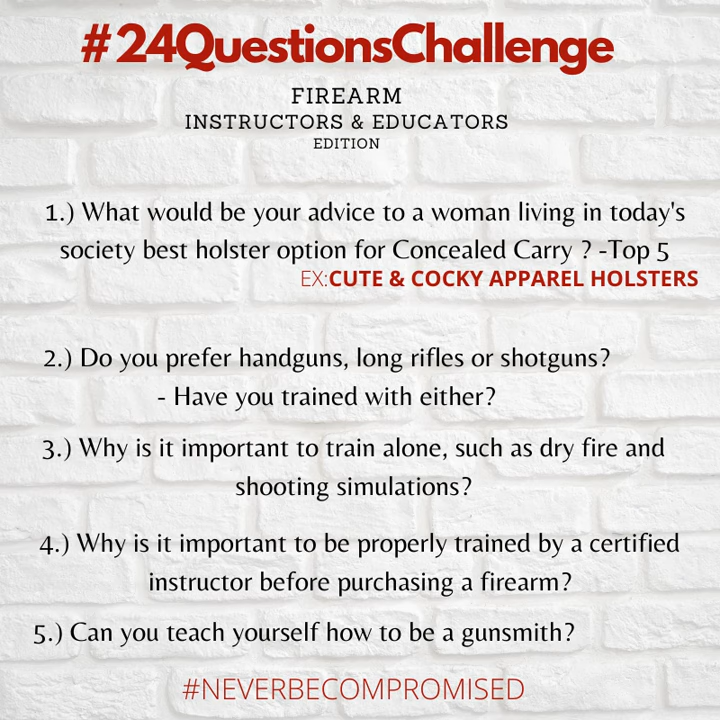 #24QuestionsChallenge
FIREARM
INSTRUCTORS & EDUCATORS
EDITION
1.) What would be your advice to a woman living in today's
society best holster option for Concealed Carry ? -Top 5
EX:CUTE & COCKY APPAREL HOLSTERS
2.) Do you prefer handguns, long rifles or shotguns?
- Have you trained with either?
3.) Why is it important to train alone, such as dry fire and
shooting simulations?
4.) Why is it important to be properly trained by a certified
instructor before purchasing a firearm?
5.) Can you teach yourself how to be a gunsmith?
#NEVERBECOMPROMISED